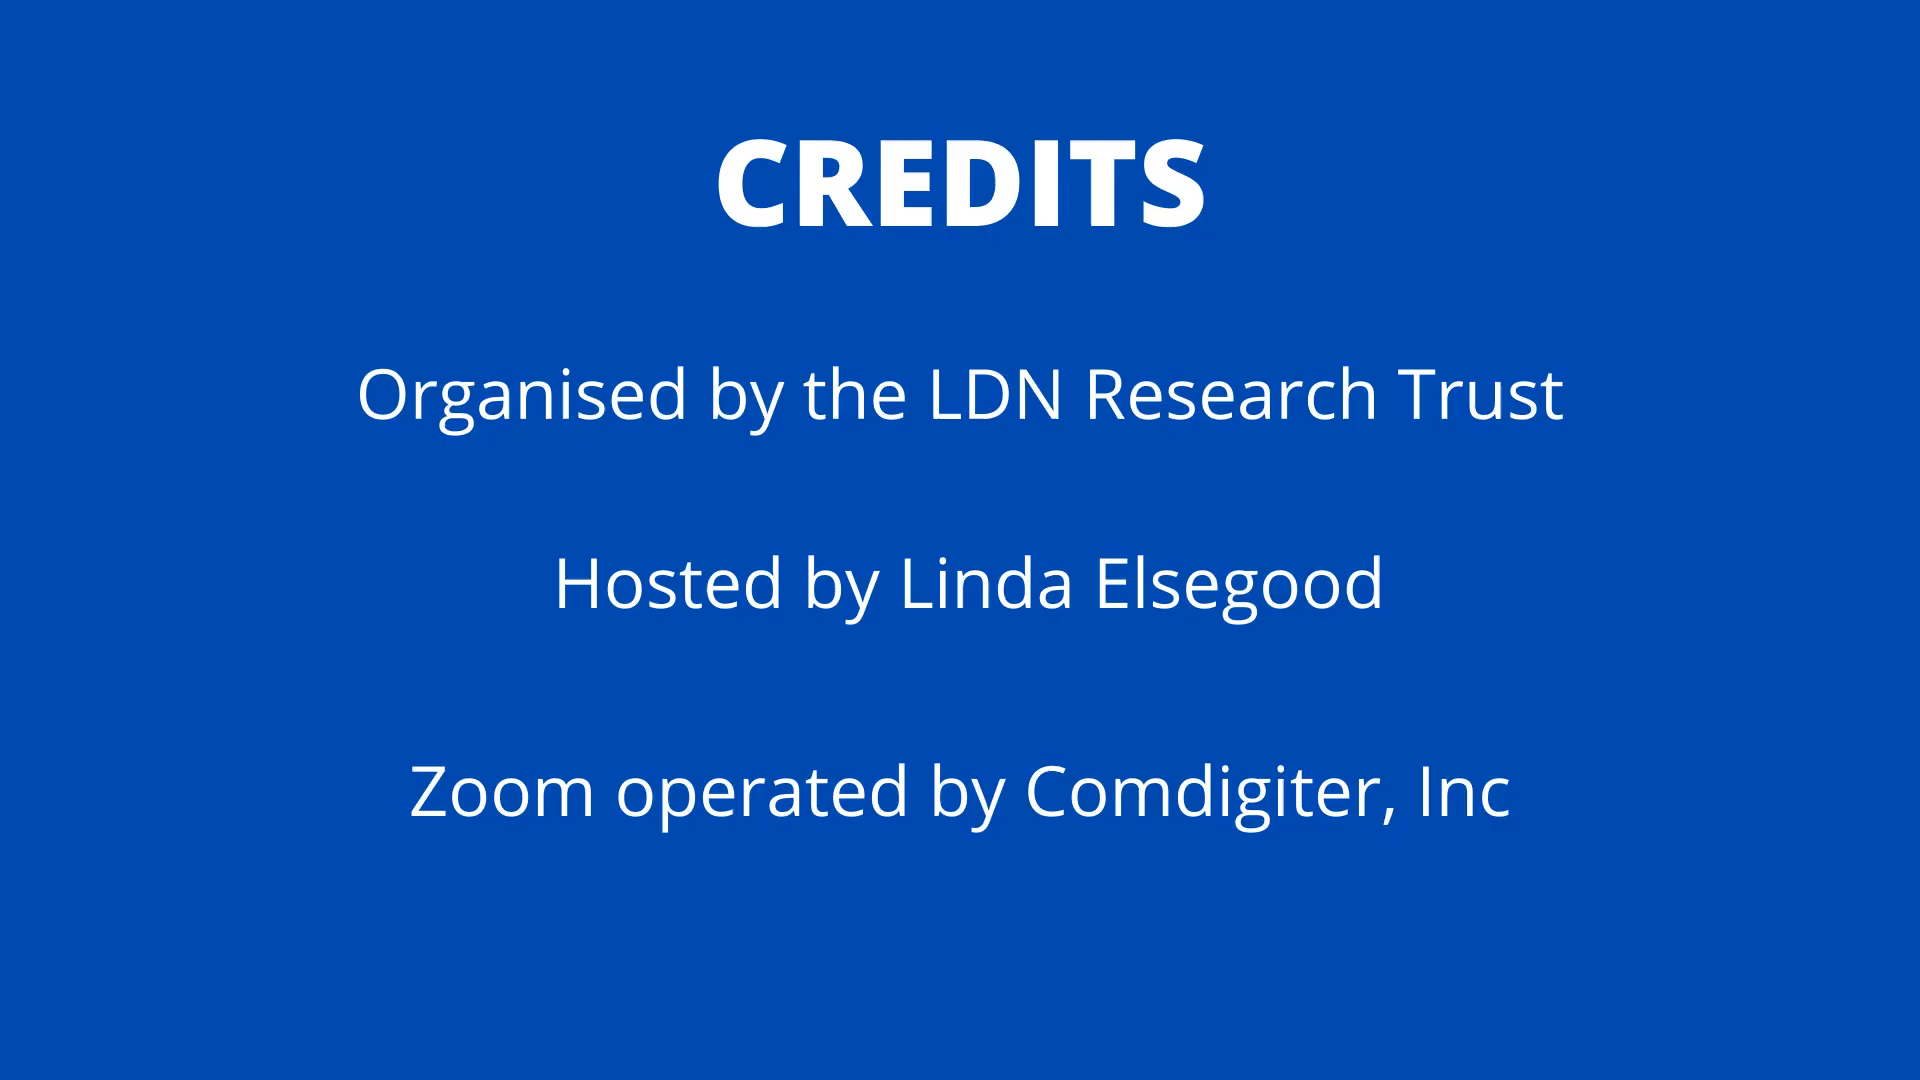 CREDITS
Organised by the LDN Research Trust
Hosted by Linda Elsegood
Zoom operated by Comdigiter, Inc